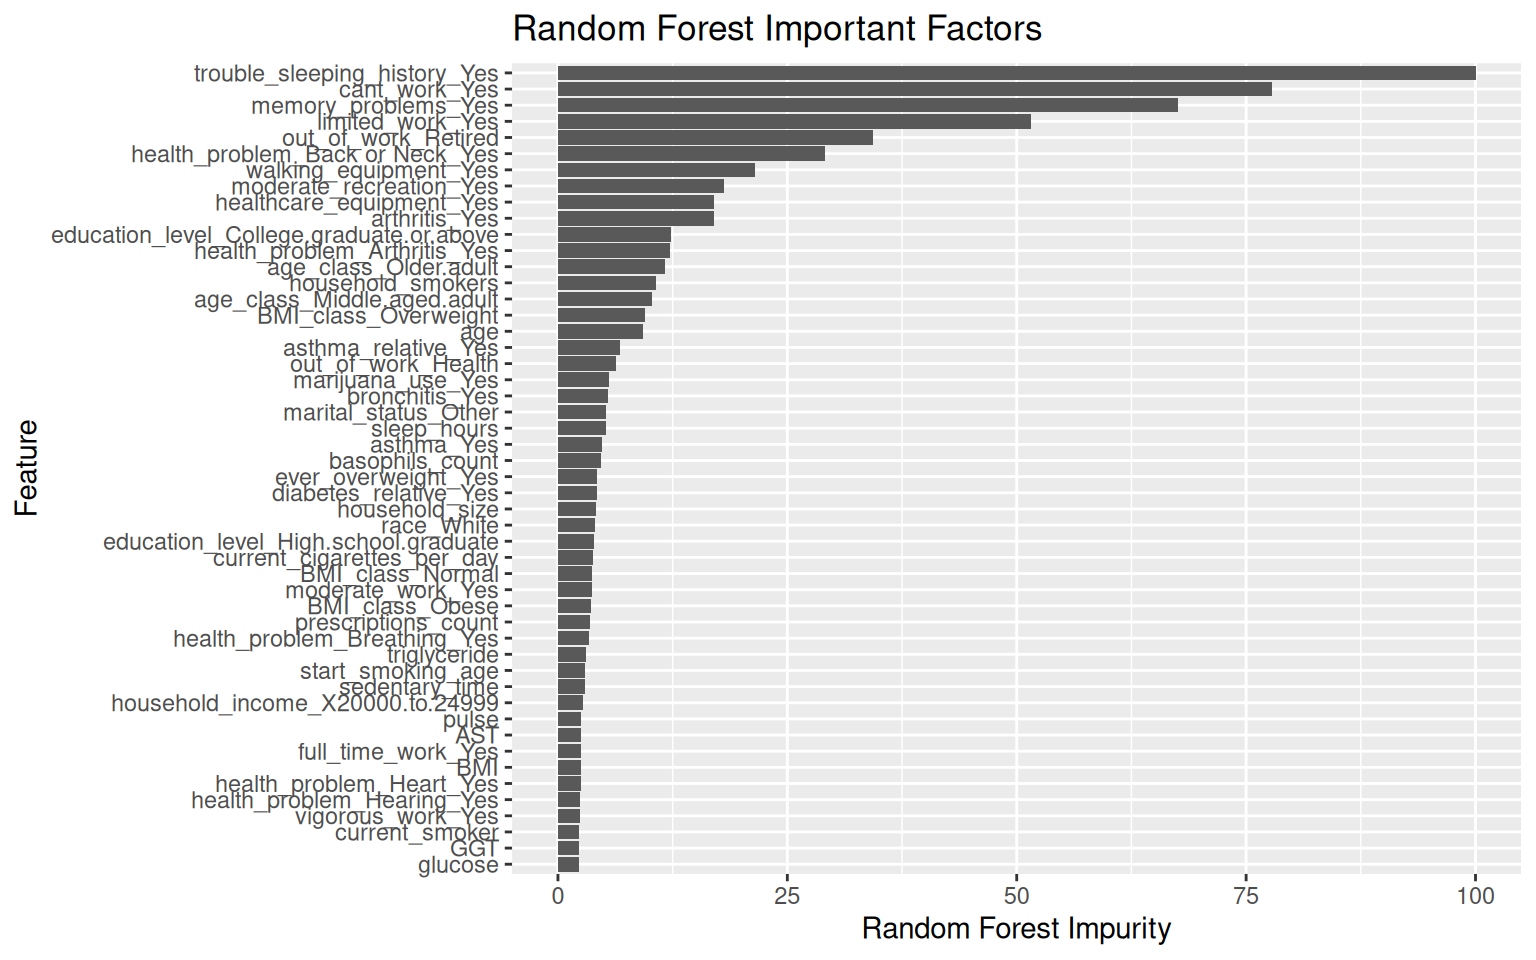 Random Forest Important Factors
trouble_sleeping_history_Yes
cant_work_Yes
memory_problems_Yes
limited_work_Yes
out_of_work_Retired
health_problem_Back or Neck_Yes
walking_equipment_Yes
moderate_recreation_Yes
healthcare_equipment_Yes
arthritis_Yes
education_level_College.graduate.or.above
health_problem_Arthritis_Yes
age_class_Older.adult
household_smokers
age_class_Middle.aged.adult
BMI_class_Overweight
age
asthma_relative_Yes
out_of_work_Health
marijuana_use_Yes
bronchitis_Yes
marital_status_Other
sleep_hours
asthma_Yes
basophils_count
ever_overweight_Yes
diabetes_relative_Yes
household_size
race_White
education_level_High.school.graduate
current_cigarettes_per_day
BMI_class_Normal
moderate_work_Yes
BMI_class_Obese
prescriptions_count
health_problem_Breathing_Yes
triglyceride
start_smoking_age
sedentary_time
household_income_X20000.to.24999
pulse
AST
full_time_work_Yes
BMI
health_problem_Heart_Yes
health_problem_Hearing_Yes
vigorous_work_Yes
current_smoker
GGT
glucose
Feature
0 25 50 75 100
Random Forest Impurity